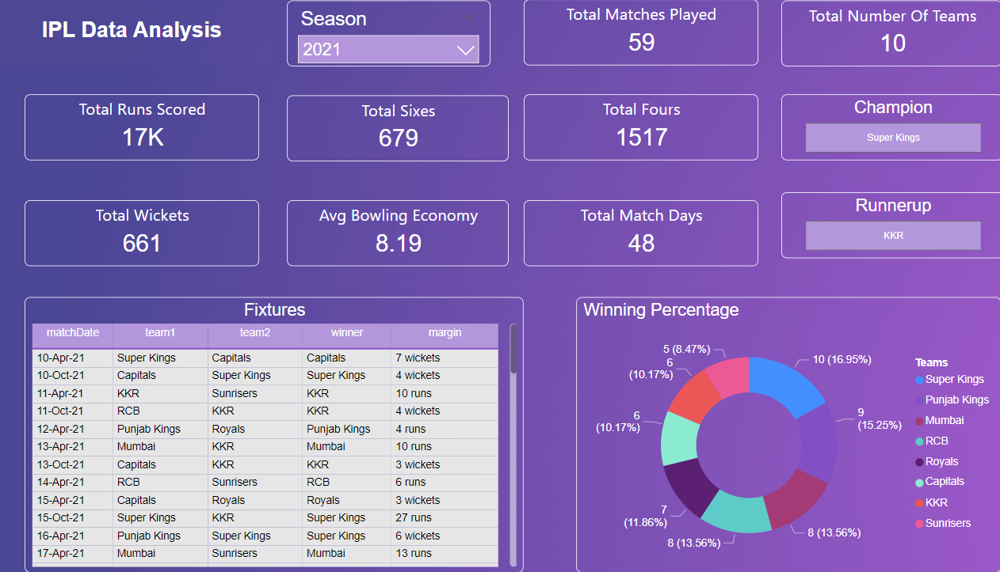 IPL Data Analysis
Season
2021
Total Matches Played
59
Total Number Of Teams
10
Total Runs Scored
17K
Total Sixes
679
Total Fours
1517
Champion
Super Kings
Total Wickets
661
Avg Bowling Economy
8.19
Total Match Days
48
Runnerup
KKR
Fixtures
matchDate team1 team2 winner margin
10-Apr-21 Super Kings Capitals Capitals 7 wickets
10-Oct-21 Capitals Super Kings Super Kings 4 wickets
11-Apr-21 KKR Sunrisers KKR 10 runs
11-Oct-21 RCB KKR KKR 4 wickets
12-Apr-21 Punjab Kings Royals Punjab Kings 4 runs
13-Apr-21 Mumbai KKR Mumbai 10 runs
13-Oct-21 Capitals KKR KKR 3 wickets
14-Apr-21 RCB Sunrisers RCB 6 runs
15-Apr-21 Capitals Royals Royals 3 wickets
15-Oct-21 Super Kings KKR Super Kings 27 runs
16-Apr-21 Punjab Kings Super Kings Super Kings 6 wickets
17-Apr-21 Mumbai Sunrisers Mumbai 13 runs
Winning Percentage
10 (16.95%)
9
(15.25%)
8 (13.56%)
8 (13.56%)
7
(11.86%)
6
(10.17%)
6
(10.17%)
5 (8.47%)
Teams
Super Kings
Punjab Kings
Mumbai
RCB
Royals
Capitals
KKR
Sunrisers